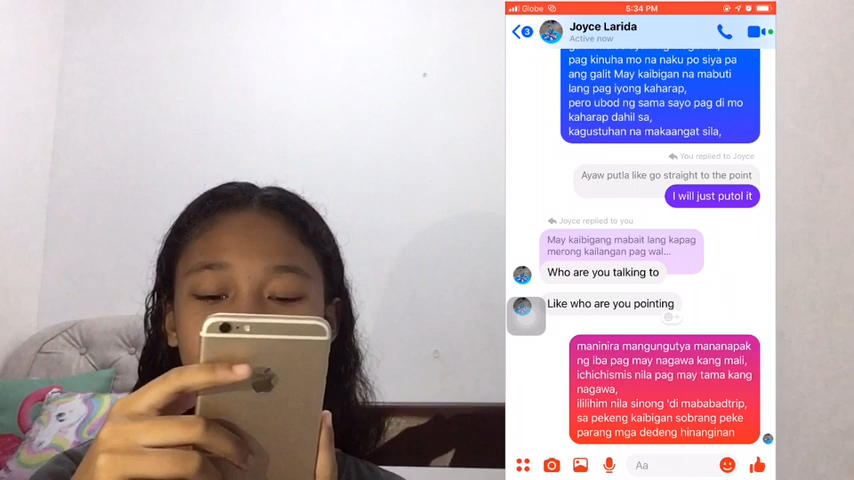 Globe
5:34 PM
3
Joyce Larida
Active now
pag kinuha mo na naku po siya pa
ang galit May kaibigan na mabuti
lang pag iyong kaharap,
pero ubod ng sama sayo pag di mo
kaharap dahil sa,
kagustuhan na makaangat sila,
You replied to Joyce
Ayaw putla like go straight to the point
I will just putol it
Joyce replied to you
May kaibigang mabait lang kapag
merong kailangan pag wal...
Who are you talking to
Like who are you pointing
maninira mangungutya mananapak
ng iba pag may nagawa kang mali,
ichichismis nila pag may tama kang
nagawa,
ililihim nila sinong 'di mababadtrip,
sa pekeng kaibigan sobrang peke
parang mga dedeng hinanginan
Aa